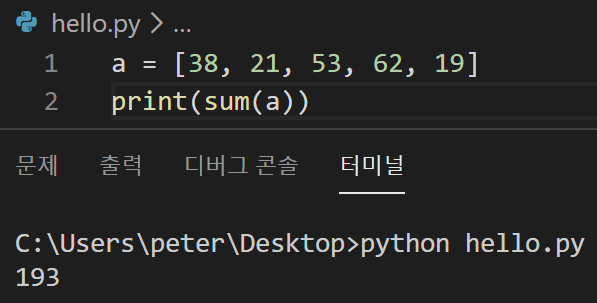 hello.py > ...
1 a = [38, 21, 53, 62, 19]
2 print(sum(a))
문제 출력 디버그 콘솔 터미널
C:\Users\peter\Desktop>python hello.py
193